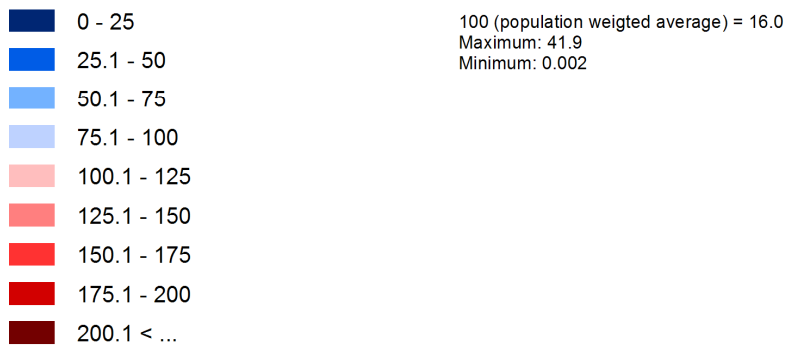 0 - 25
25.1 - 50
50.1 - 75
75.1 - 100
100.1 - 125
125.1 - 150
150.1 - 175
175.1 - 200
200.1 < ...
100 (population weigted average) = 16.0
Maximum: 41.9
Minimum: 0.002